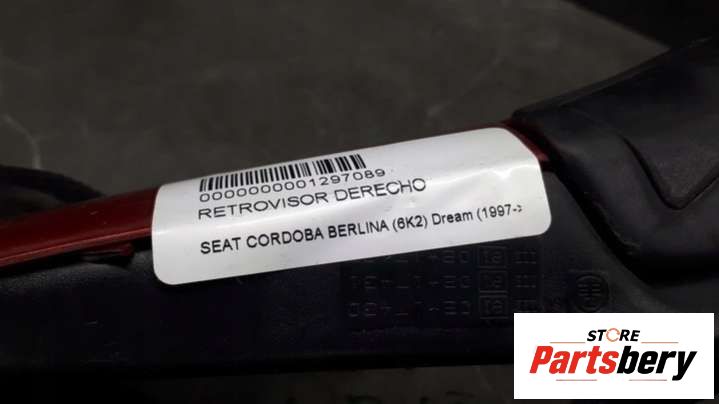 0000000001297089
RETROVISOR DERECHO
SEAT CORDOBA BERLINA (6K2) Dream (1997->
STORE
Partsbery